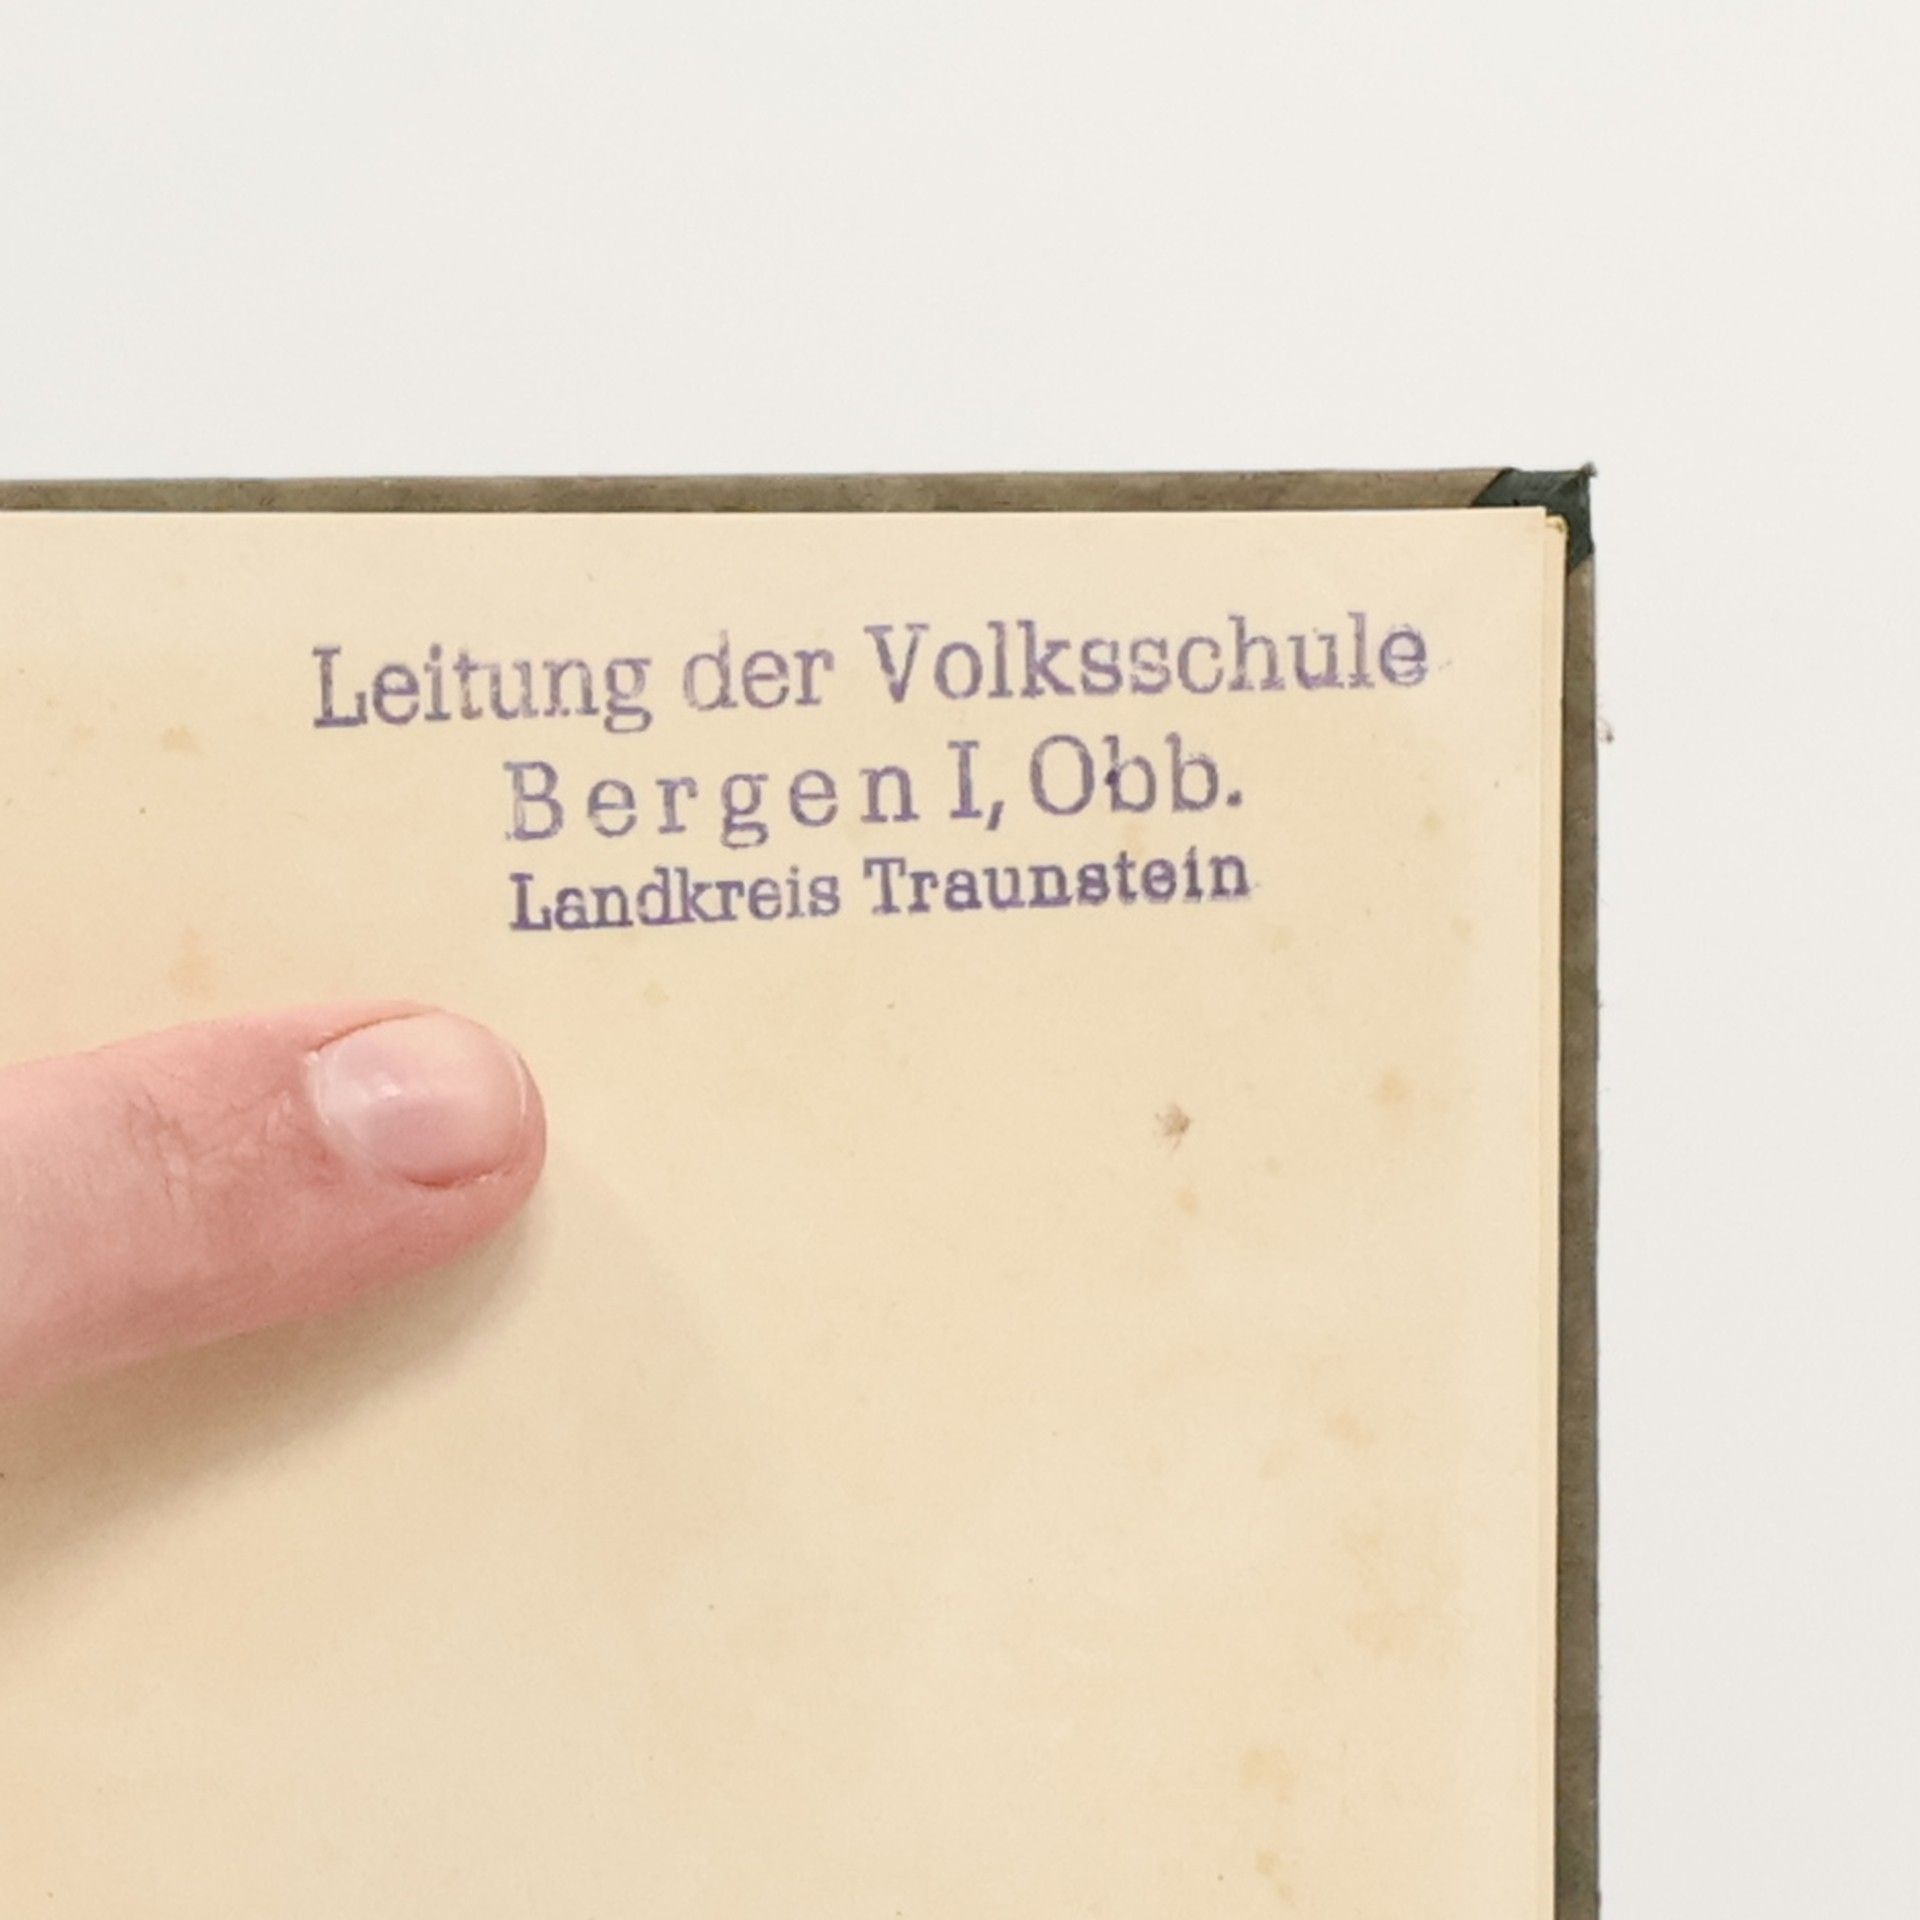 Leitung der Volksschule
Bergen I, Obb.
Landkreis Traunstein